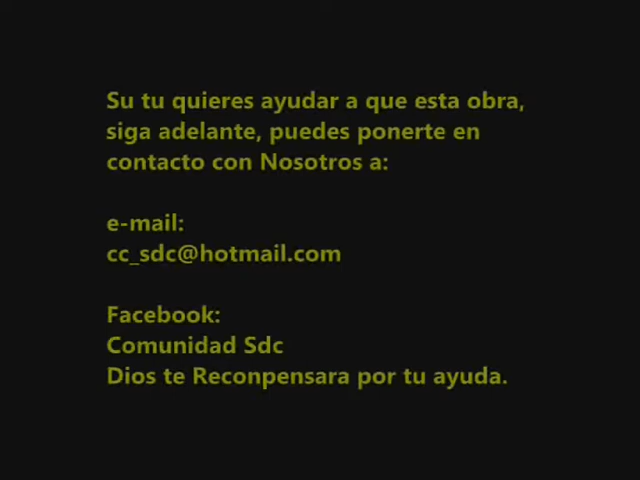 Su tu quieres ayudar a que esta obra,
siga adelante, puedes ponerte en
contacto con Nosotros a:
e-mail:
cc_sdc@hotmail.com
Facebook:
Comunidad Sdc
Dios te Reconpensara por tu ayuda.